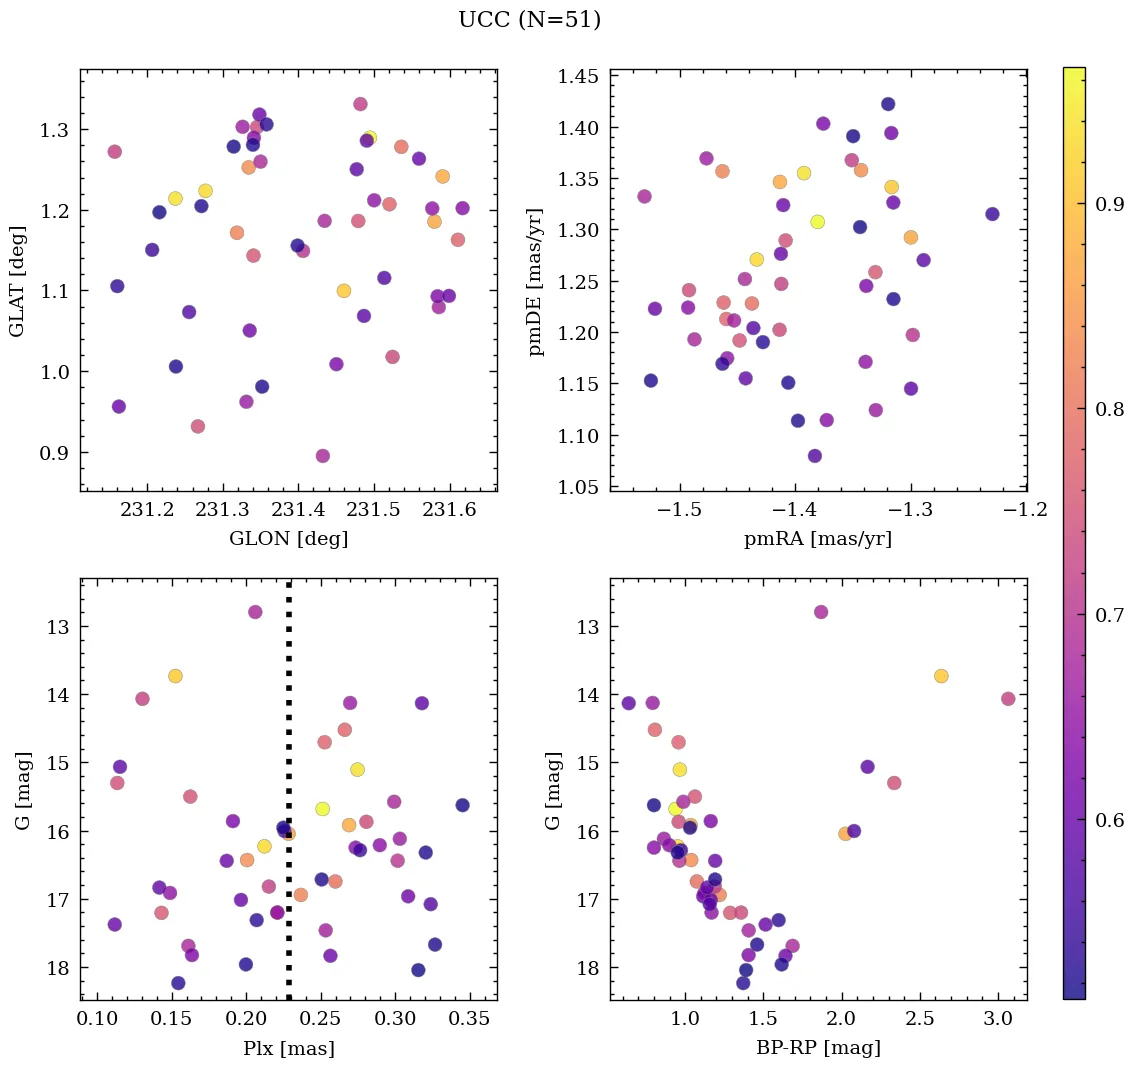 UCC (N=51)
1.3
1.2
1.1
1.0
0.9
GLAT [deg]
231.2 231.3 231.4 231.5 231.6
GLON [deg]
1.45
1.40
1.35
1.30
1.25
1.20
1.15
1.10
1.05
pmDE [mas/yr]
−1.5 −1.4 −1.3 −1.2
pmRA [mas/yr]
13
14
15
16
17
18
G [mag]
0.10 0.15 0.20 0.25 0.30 0.35
Plx [mas]
13
14
15
16
17
18
G [mag]
1.0 1.5 2.0 2.5 3.0
BP-RP [mag]
0.9
0.8
0.7
0.6